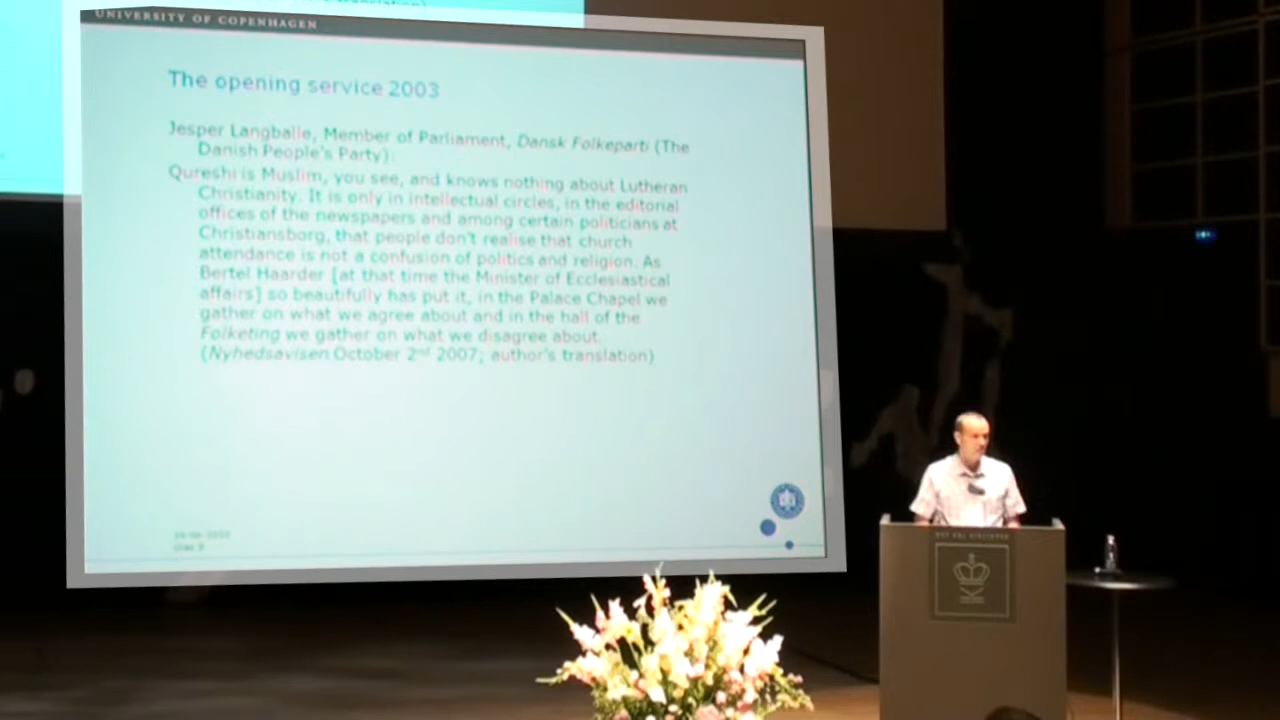 translation)
UNIVERSITY OF COPENHAGEN
The opening service 2003
Jesper Langballe, Member of Parliament, Dansk Folkeparti (The
Danish People's Party):
Qureshi is Muslim, you see, and knows nothing about Lutheran
Christianity. It is only in intellectual circles, in the editorial
offices of the newspapers and among certain politicians at
Christiansborg, that people don't realise that church
attendance is not a confusion of politics and religion. As
Bertel Haarder [at that time the Minister of Ecclesiastical
affairs] so beautifully has put it, in the Palace Chapel we
gather on what we agree about and in the hall of the
Folketing we gather on what we disagree about.
(Nyhedsavisen October 2nd 2007; author's translation)